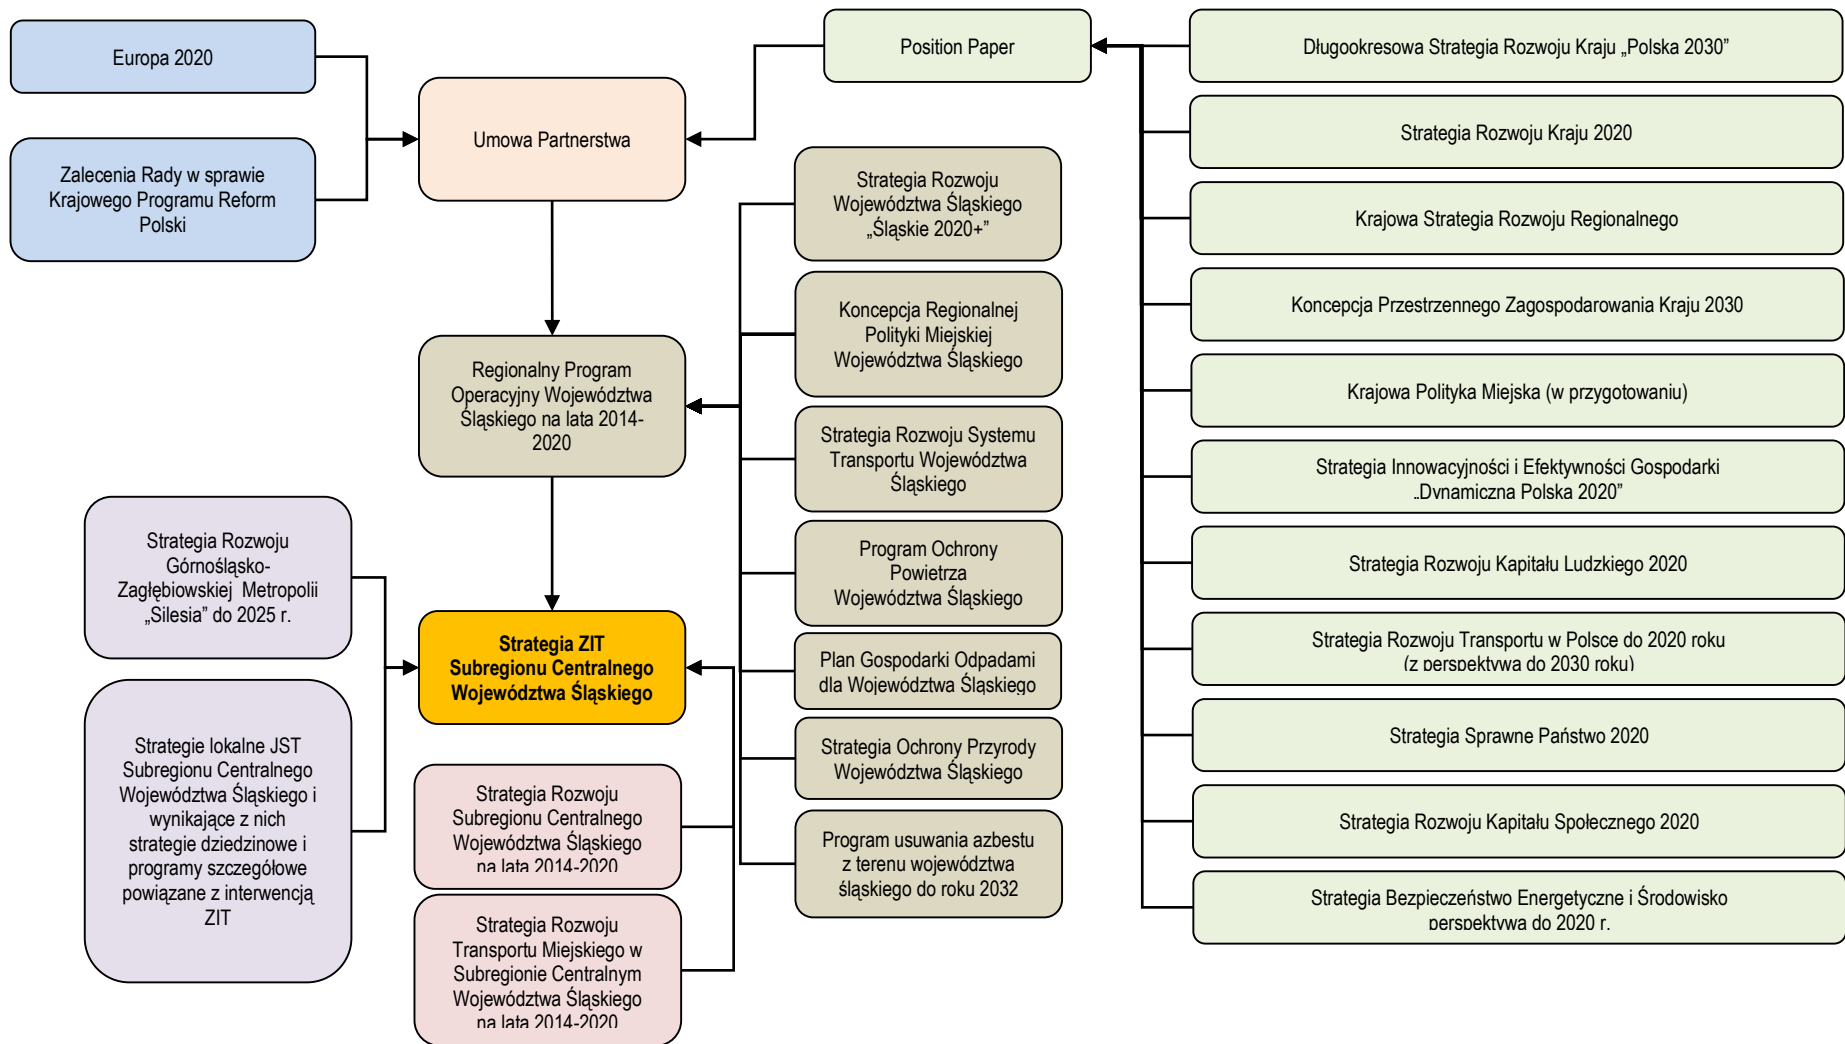 Europa 2020
Zalecenia Rady w sprawie
Krajowego Programu Reform
Polski
Umowa Partnerstwa
Position Paper
Regionalny Program
Operacyjny Województwa
Śląskiego na lata 2014-
2020
Strategia Rozwoju
Górnośląsko-
Zagłębiowskiej Metropolii
„Silesia” do 2025 r.
Strategie lokalne JST
Subregionu Centralnego
Województwa Śląskiego i
wynikające z nich
strategie dziedzinowe i
programy szczegółowe
powiązane z interwencją
ZIT
Strategia ZIT
Subregionu Centralnego
Województwa Śląskiego
Strategia Rozwoju
Subregionu Centralnego
Województwa Śląskiego
na lata 2014-2020
Strategia Rozwoju
Transportu Miejskiego w
Subregionie Centralnym
Województwa Śląskiego
na lata 2014-2020
Strategia Rozwoju
Województwa Śląskiego
„Śląskie 2020+”
Koncepcja Regionalnej
Polityki Miejskiej
Województwa Śląskiego
Strategia Rozwoju Systemu
Transportu Województwa
Śląskiego
Program Ochrony
Powietrza
Województwa Śląskiego
Plan Gospodarki Odpadami
dla Województwa Śląskiego
Strategia Ochrony Przyrody
Województwa Śląskiego
Program usuwania azbestu
z terenu województwa
śląskiego do roku 2032
Długookresowa Strategia Rozwoju Kraju „Polska 2030”
Strategia Rozwoju Kraju 2020
Krajowa Strategia Rozwoju Regionalnego
Koncepcja Przestrzennego Zagospodarowania Kraju 2030
Krajowa Polityka Miejska (w przygotowaniu)
Strategia Innowacyjności i Efektywności Gospodarki
„Dynamiczna Polska 2020”
Strategia Rozwoju Kapitału Ludzkiego 2020
Strategia Rozwoju Transportu w Polsce do 2020 roku
(z perspektywą do 2030 roku)
Strategia Sprawne Państwo 2020
Strategia Rozwoju Kapitału Społecznego 2020
Strategia Bezpieczeństwo Energetyczne i Środowisko
perspektywa do 2020 r.